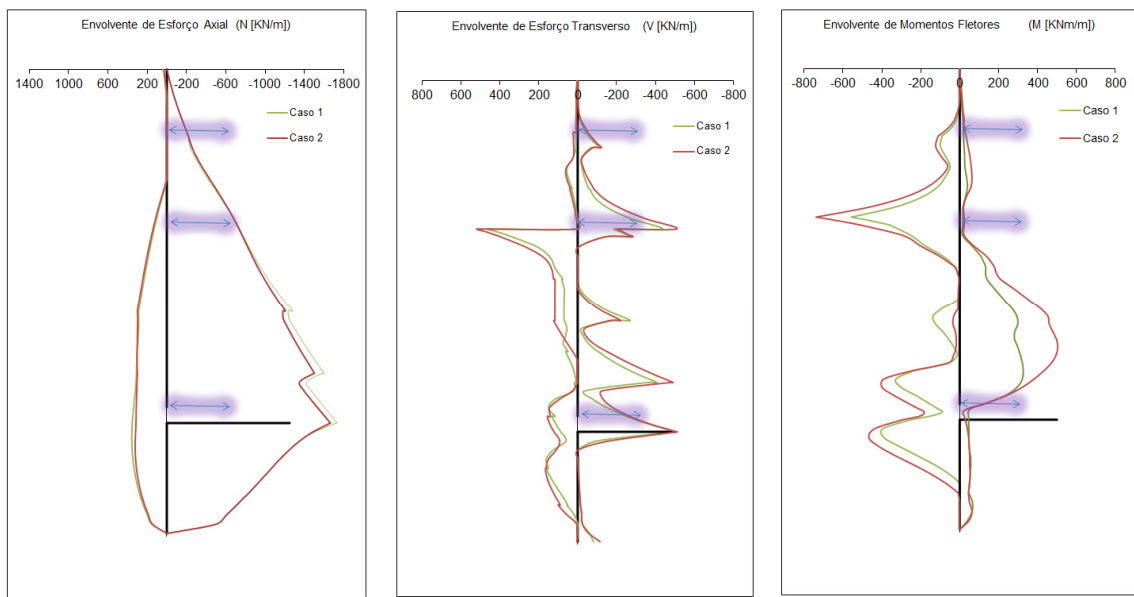 Envolvente de Esforço Axial (N [KN/m])
1400 1000 600 200 -200 -600 -1000 -1400 -1800
Caso 1
Caso 2
Envolvente de Esforço Transverso (V [KN/m])
800 600 400 200 0 -200 -400 -600 -800
Caso 1
Caso 2
Envolvente de Momentos Fletores (M [KNm/m])
-800 -600 -400 -200 0 200 400 600 800
Caso 1
Caso 2